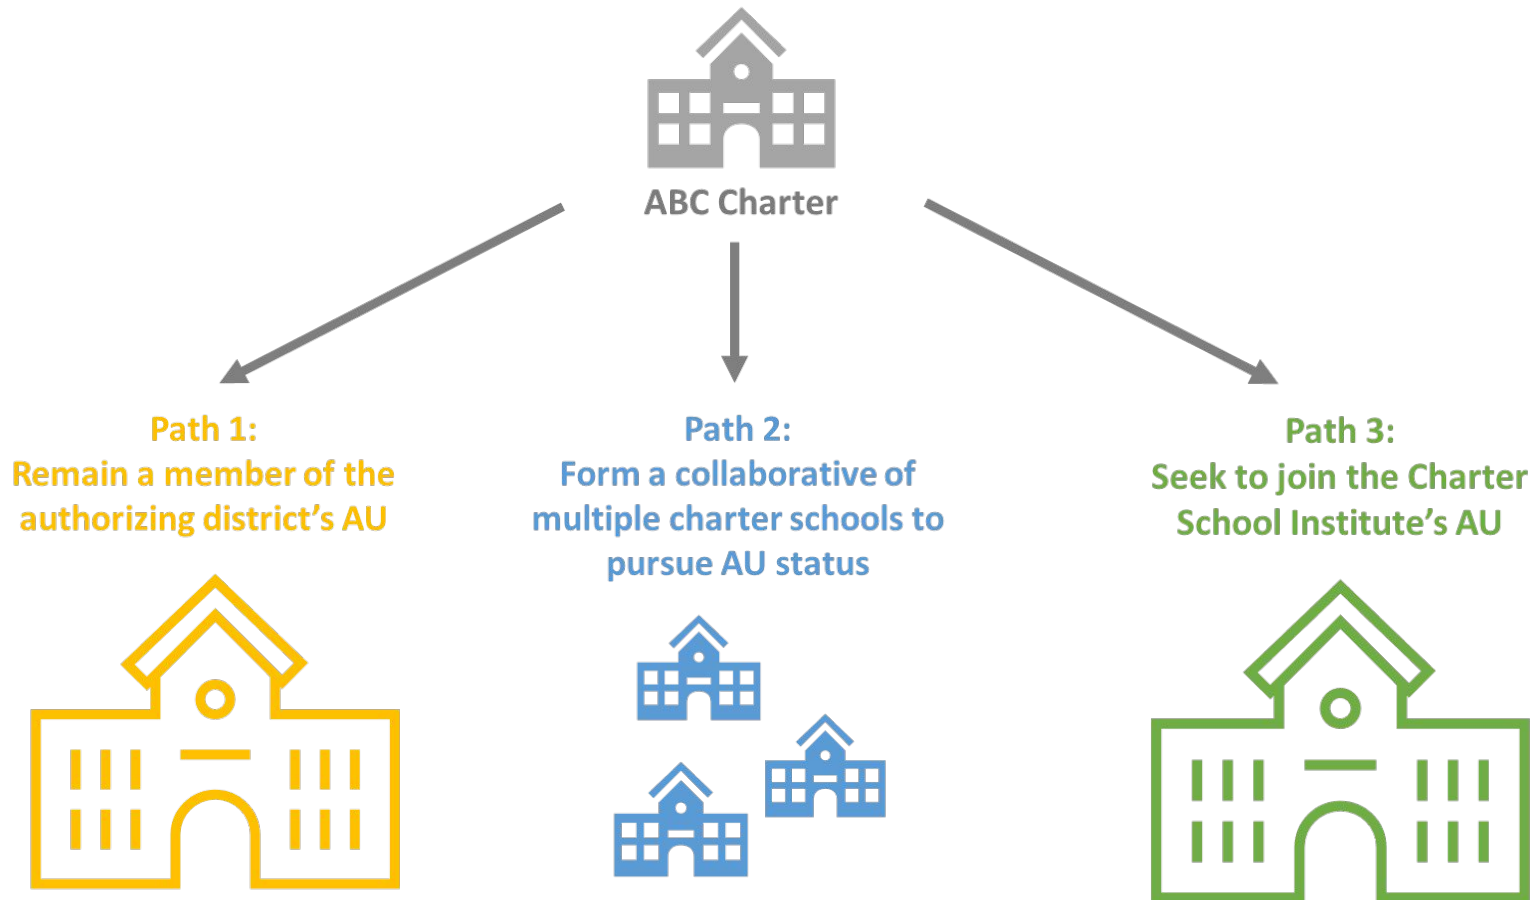 ABC Charter
Path 1:
Remain a member of the
authorizing district's AU
Path 2:
Form a collaborative of
multiple charter schools to
pursue AU status
Path 3:
Seek to join the Charter
School Institute's AU